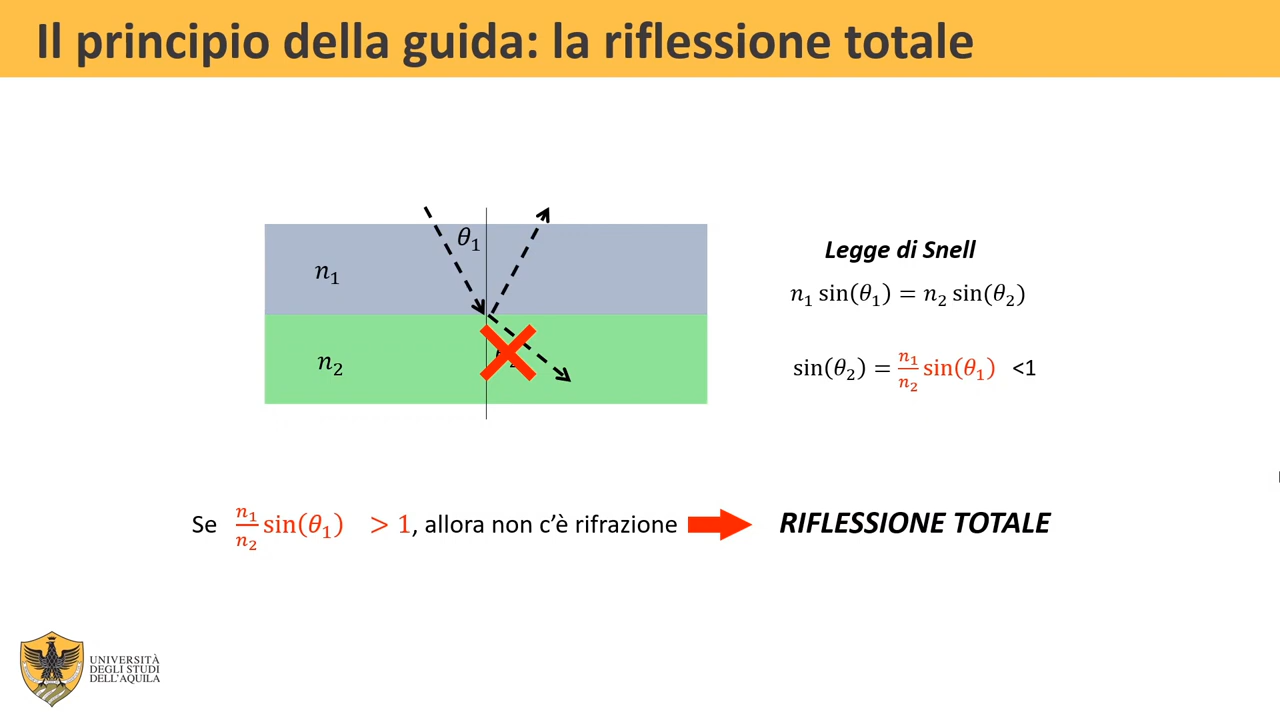 Il principio della guida: la riflessione totale
θ₁
n₁
n₂
Legge di Snell
n₁ sin(θ₁) = n₂ sin(θ₂)
sin(θ₂) = n₁/n₂ sin(θ₁) <1
Se n₁/n₂ sin(θ₁) > 1, allora non c’è rifrazione
RIFLESSIONE TOTALE
UNIVERSITÀ
DEGLI STUDI
DELL'AQUILA